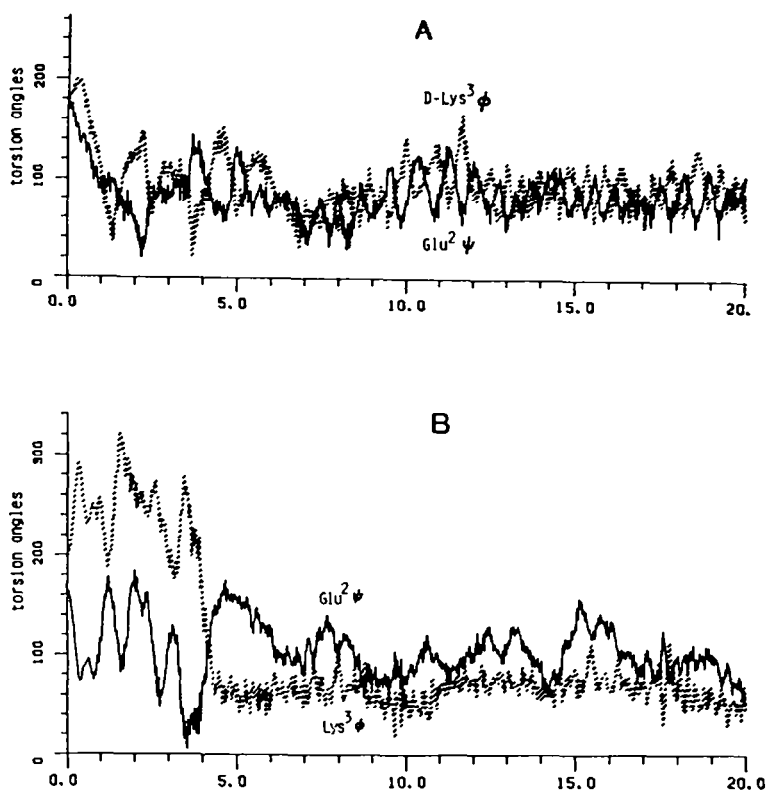 A
torsion angles
200
100
0
D-Lys³ ϕ
Glu² ψ
0.0 5.0 10.0 15.0 20.
B
torsion angles
300
200
100
0
Glu² ψ
Lys³ ϕ
0.0 5.0 10.0 15.0 20.0